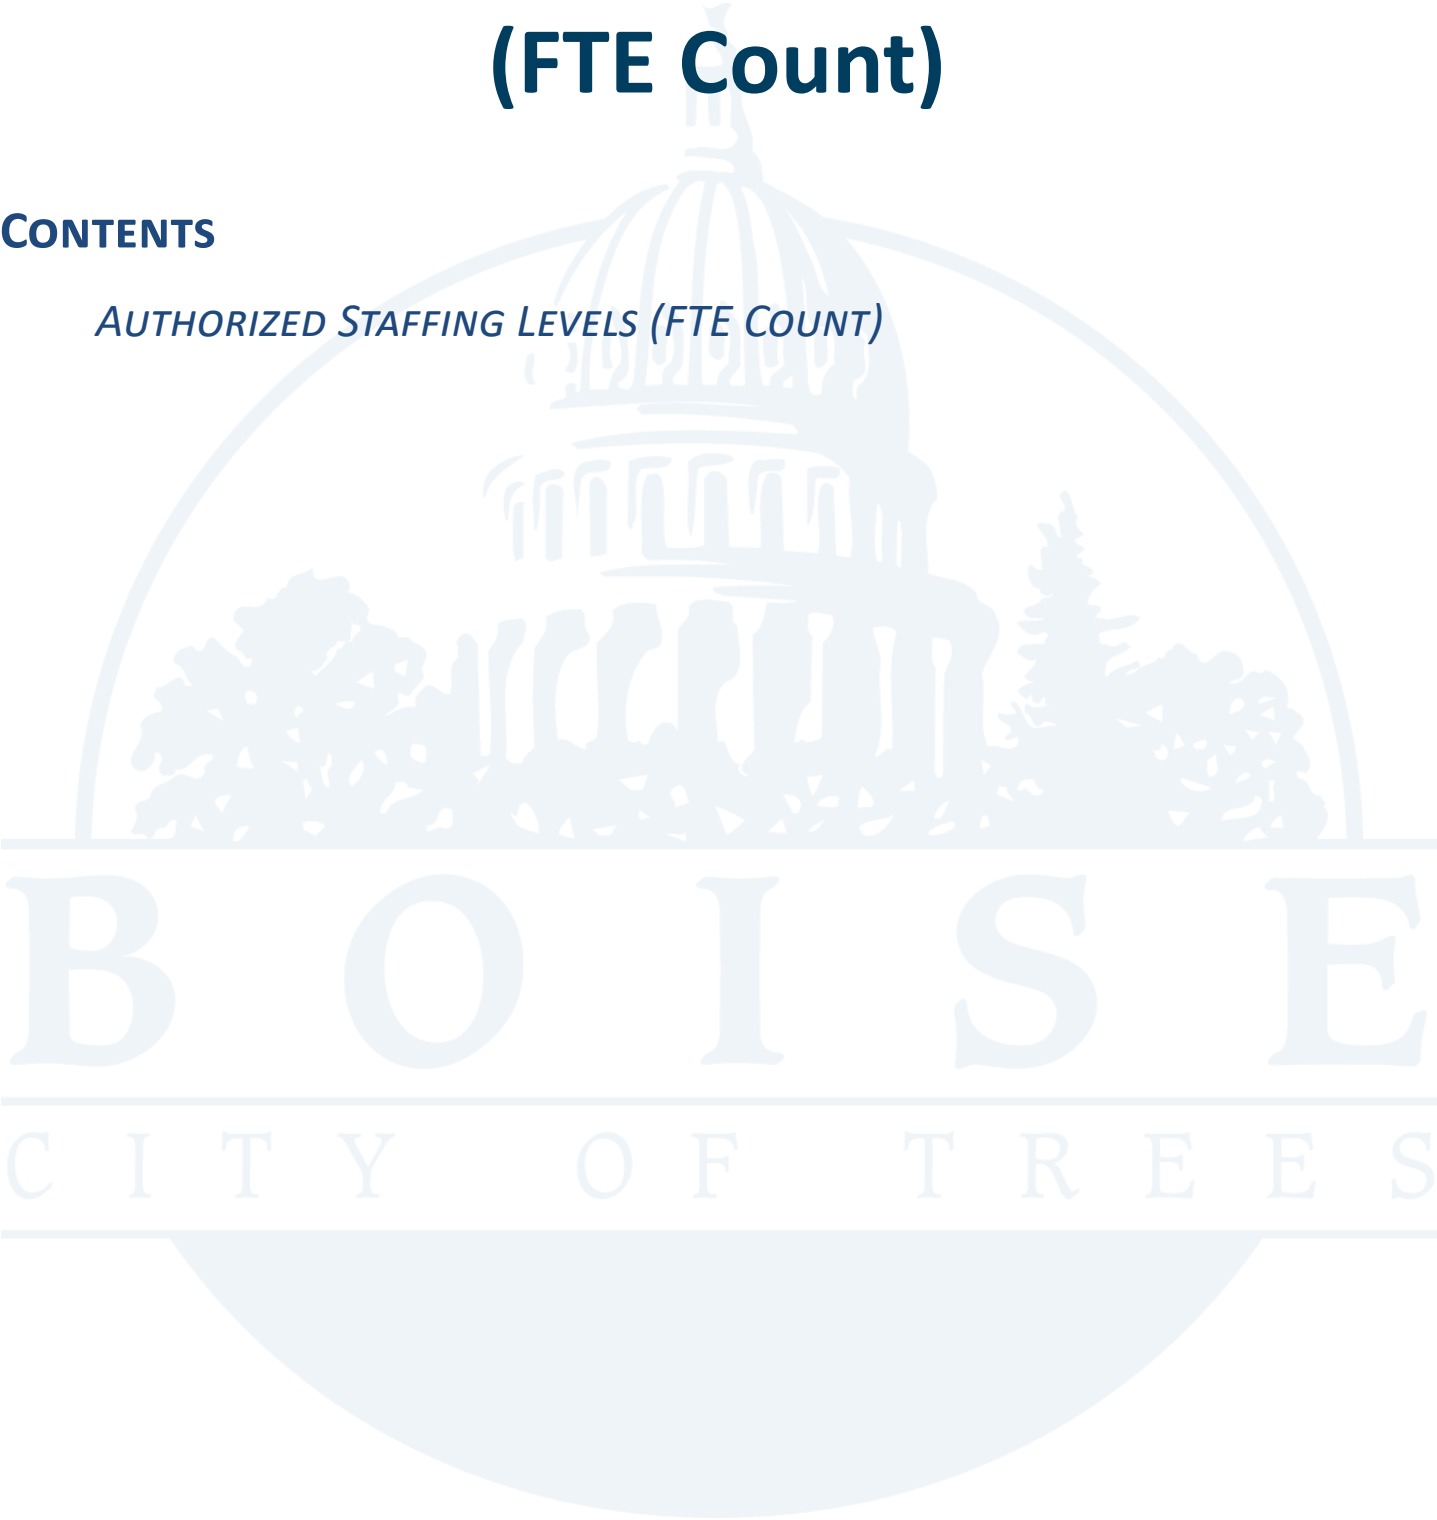 (FTE Count)
CONTENTS
AUTHORIZED STAFFING LEVELS (FTE COUNT)
BOISE
CITY OF TREES